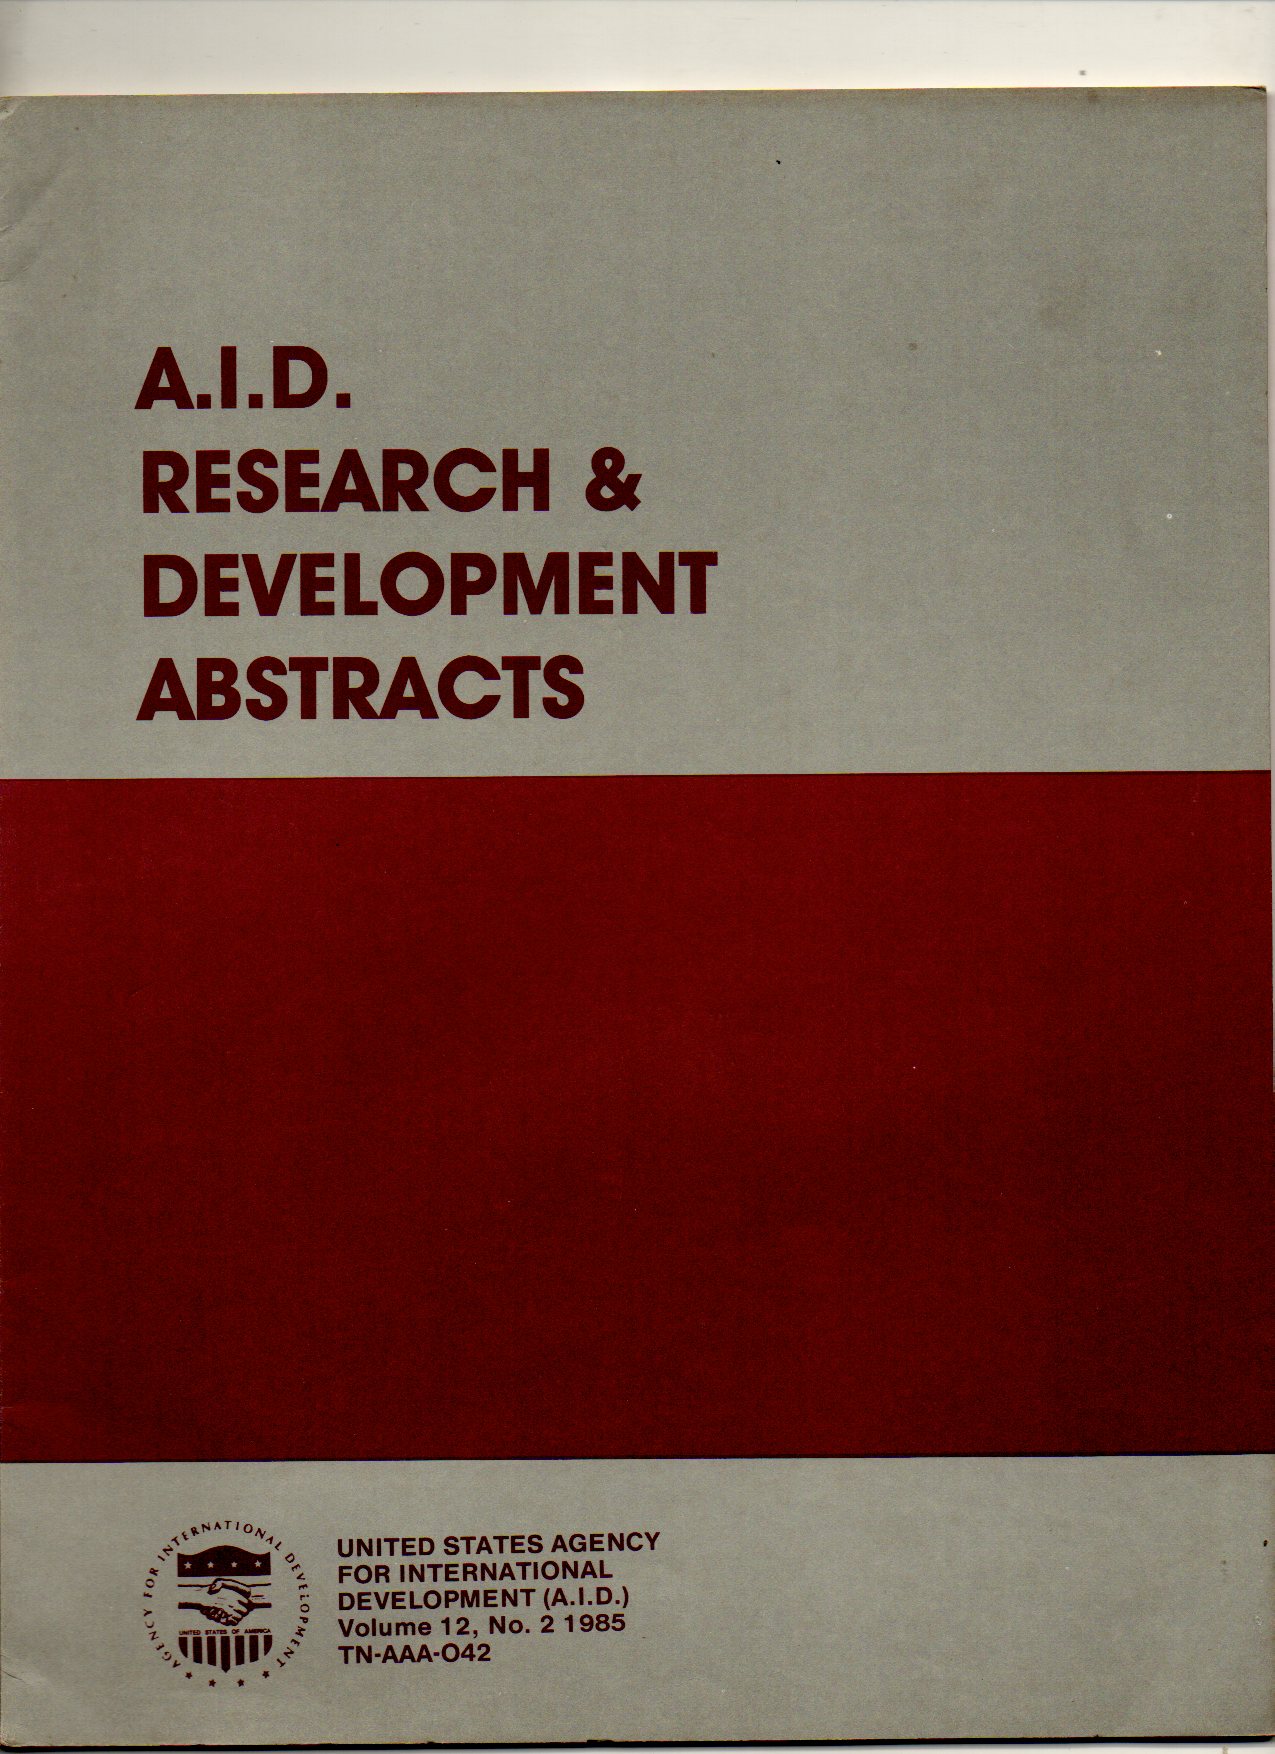 A.I.D.
RESEARCH &
DEVELOPMENT
ABSTRACTS
AGENCY FOR INTERNATIONAL DEVELOPMENT
UNITED STATES OF AMERICA
UNITED STATES AGENCY
FOR INTERNATIONAL
DEVELOPMENT (A.I.D.)
Volume 12, No. 2 1985
TN-AAA-O42